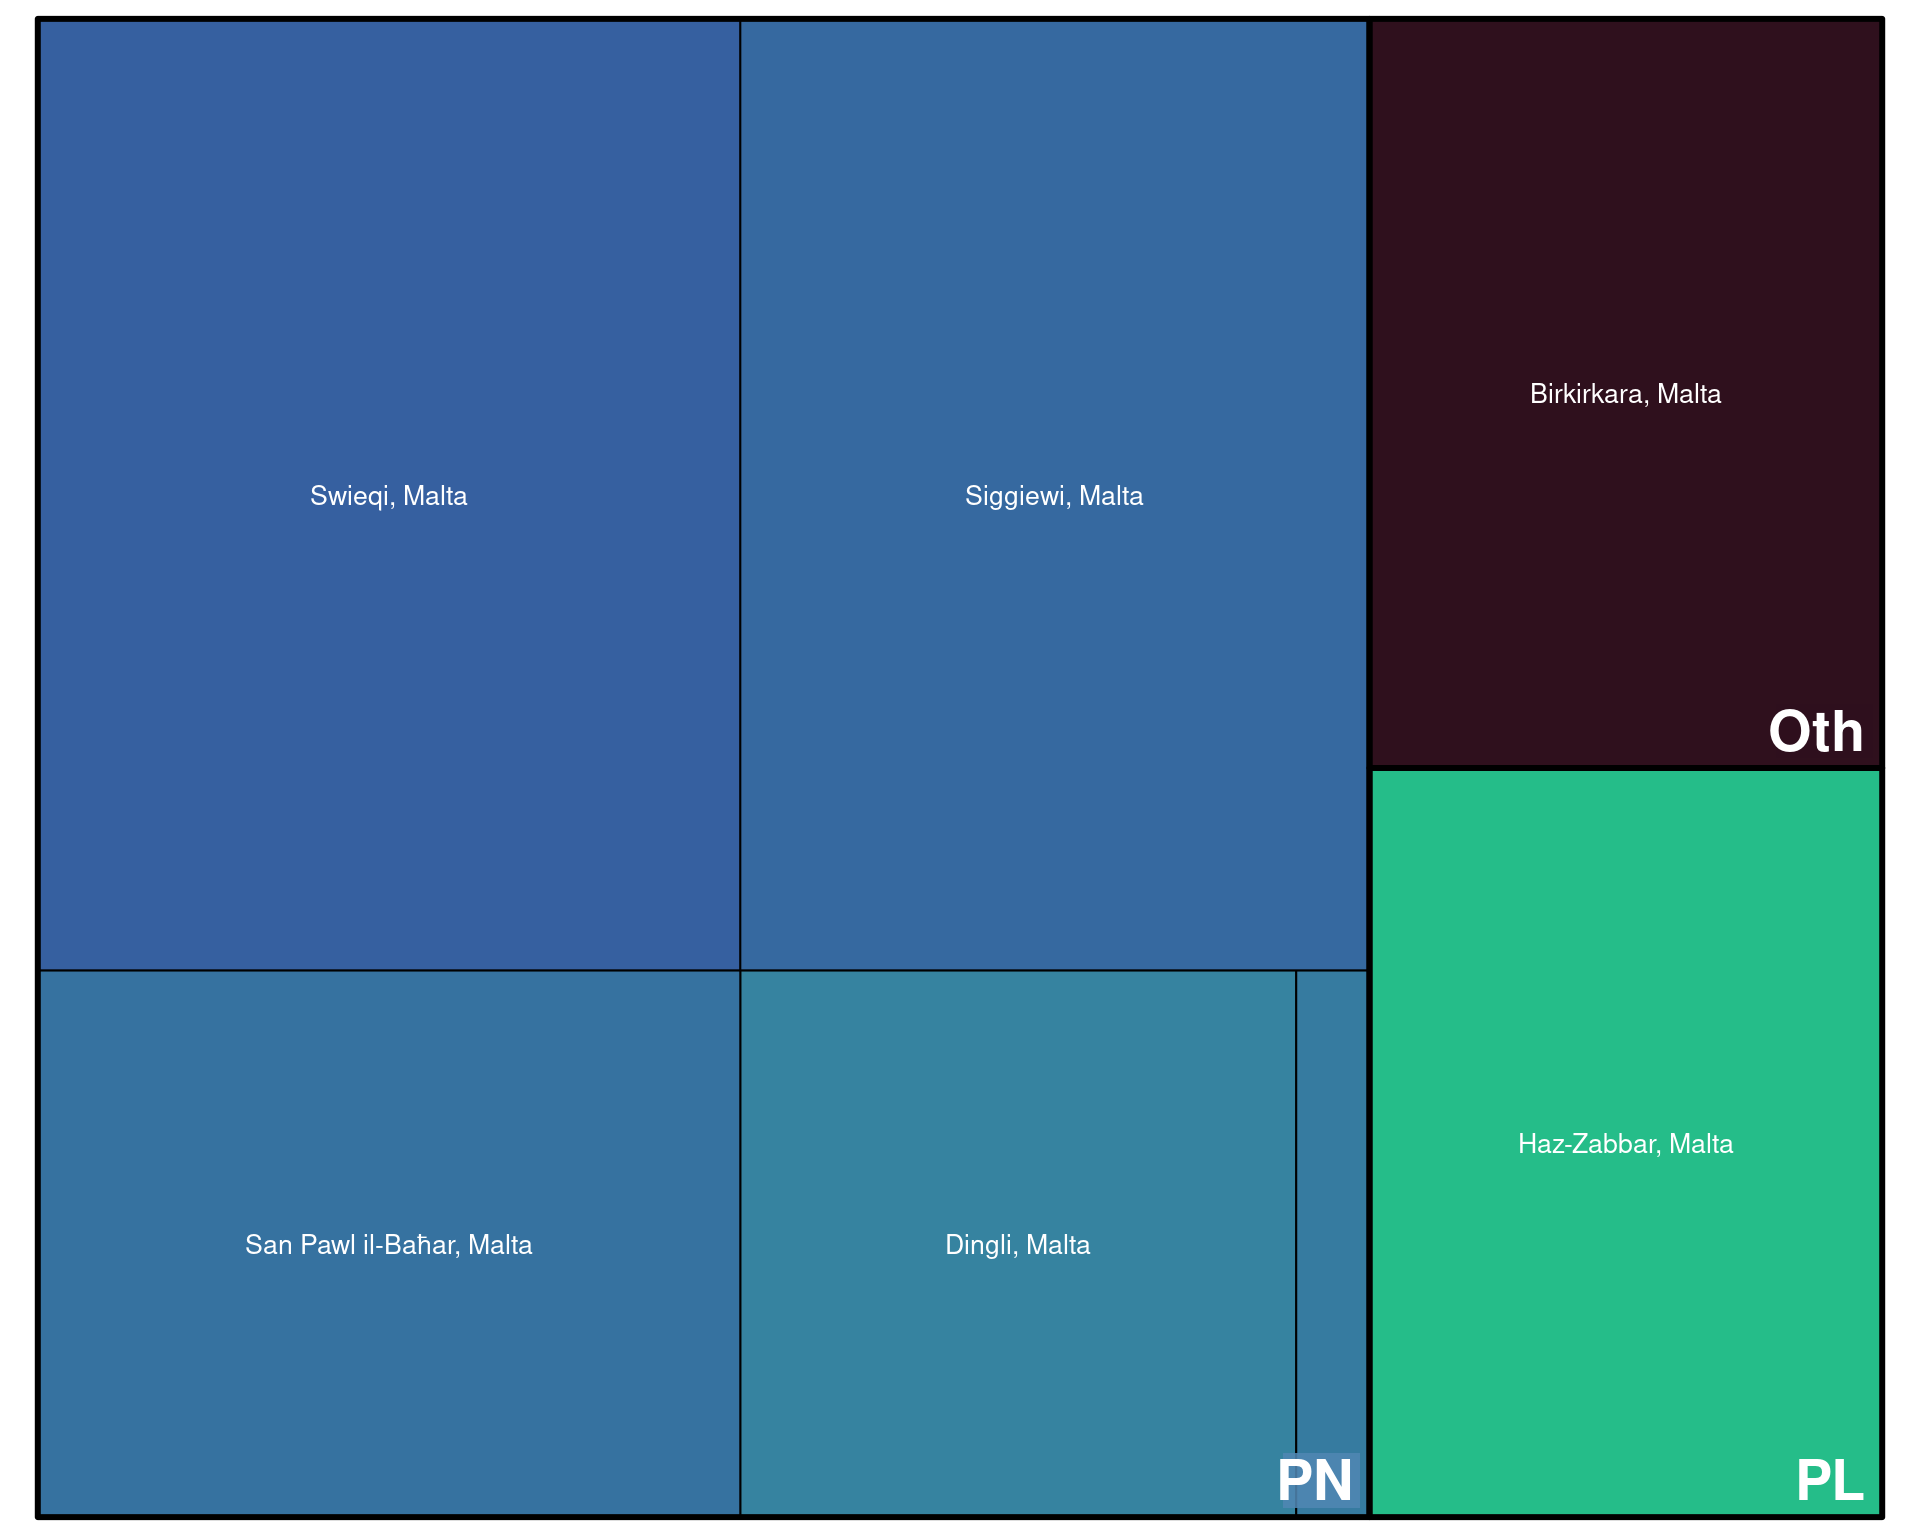 Swieqi, Malta
Siggiewi, Malta
Birkirkara, Malta
Oth
San Pawl il-Baħar, Malta
Dingli, Malta
PN
Haz-Zabbar, Malta
PL